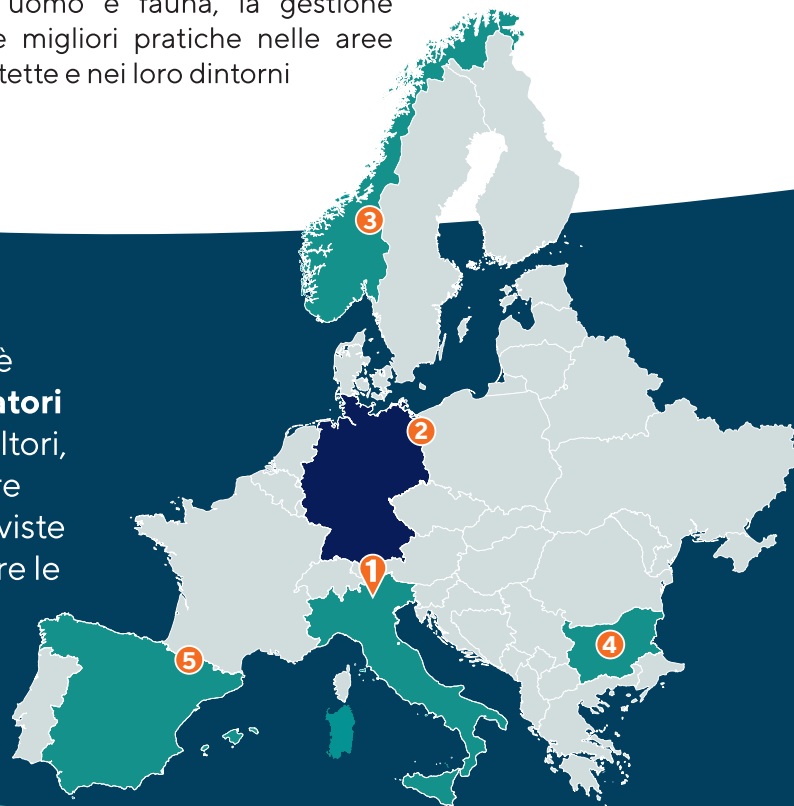 uomo e fauna, la gestione
e migliori pratiche nelle aree
tette e nei loro dintorni
3
è
atori
ltori,
2
re
viste
1
re le
4
5